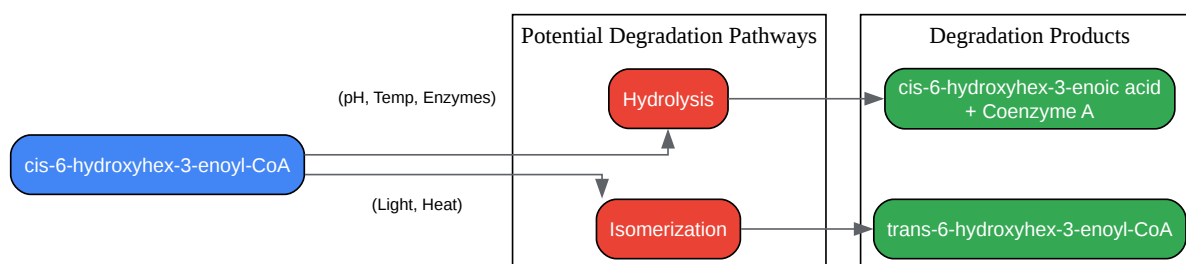 Potential Degradation Pathways
Degradation Products
(pH, Temp, Enzymes)
Hydrolysis
cis-6-hydroxyhex-3-enoic acid
+ Coenzyme A
cis-6-hydroxyhex-3-enoyl-CoA
(Light, Heat)
Isomerization
trans-6-hydroxyhex-3-enoyl-CoA